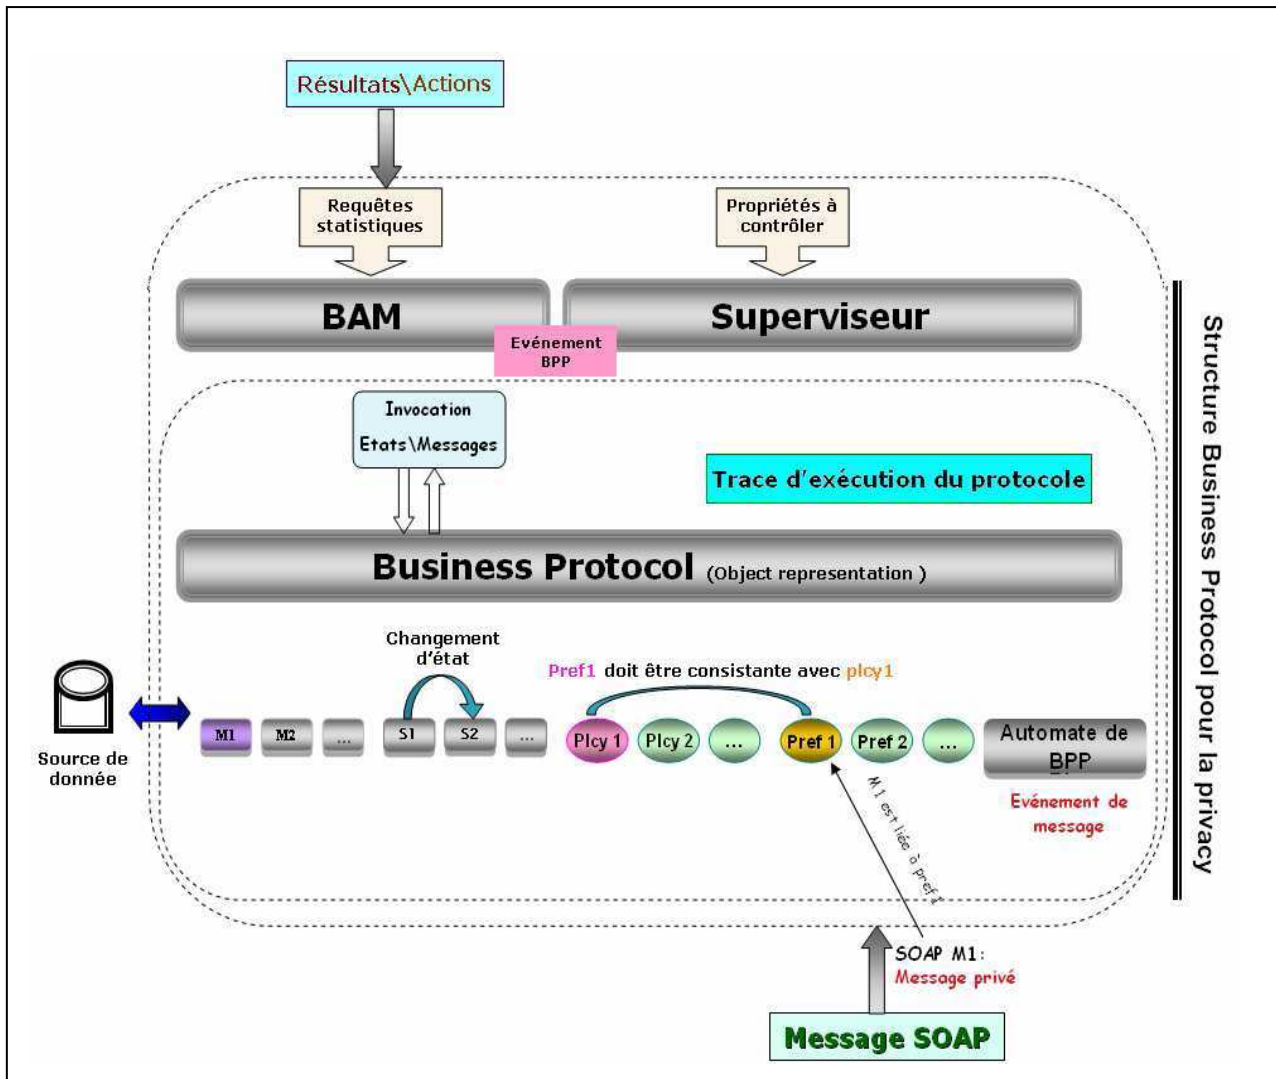 Résultats\Actions
Requêtes
statistiques
Propriétés à
contrôler
BAM
Superviseur
Evénement
BPP
Invocation
Etats\Messages
Trace d'exécution du protocole
Business Protocol (Object representation )
Changement
d'état
Pref1 doit être consistante avec plcy1
Source de
donnée
M1
M2
...
S1
S2
...
Plcy 1
Plcy 2
...
Pref 1
Pref 2
...
Automate de
BPP
Evénement de
message
M1 est liée à pref1
SOAP M1:
Message privé
Message SOAP
Structure Business Protocol pour la privacy